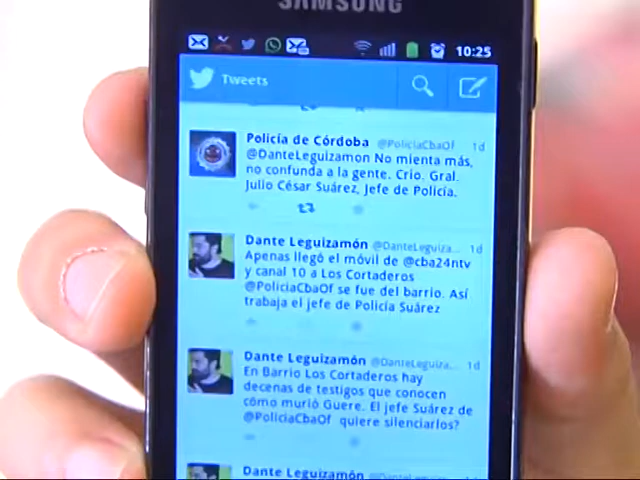 SAMSUNG
10:25
Tweets
Policía de Córdoba @PoliciaCbaOf 1d
@DanteLeguizamon No mienta más,
no confunda a la gente. Crio. Gral.
Julio César Suárez, Jefe de Policía.
Dante Leguizamón @DanteLeguiza... 1d
Apenas llegó el móvil de @cba24ntv
y canal 10 a Los Cortaderos
@PoliciaCbaOf se fue del barrio. Así
trabaja el jefe de Policía Suárez
Dante Leguizamón @DanteLeguiza... 1d
En Barrio Los Cortaderos hay
decenas de testigos que conocen
cómo murió Guere. El jefe Suárez de
@PoliciaCbaOf quiere silenciarlos?
Dante Leguizamón @DanteLeguiza... 1d